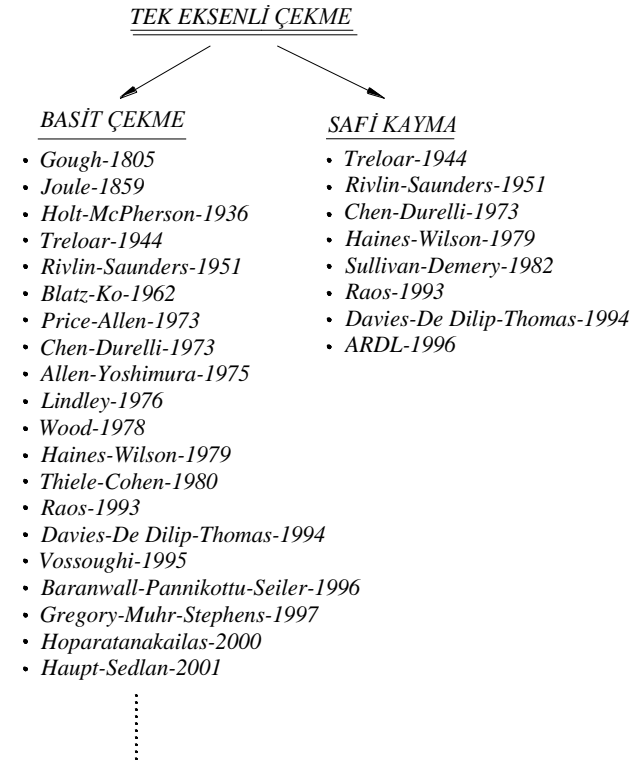 TEK EKSENLİ ÇEKME
BASİT ÇEKME
• Gough-1805
• Joule-1859
• Holt-McPherson-1936
• Treloar-1944
• Rivlin-Saunders-1951
• Blatz-Ko-1962
• Price-Allen-1973
• Chen-Durelli-1973
• Allen-Yoshimura-1975
• Lindley-1976
• Wood-1978
• Haines-Wilson-1979
• Thiele-Cohen-1980
• Raos-1993
• Davies-De Dilip-Thomas-1994
• Vossoughi-1995
• Baranwall-Pannikottu-Seiler-1996
• Gregory-Muhr-Stephens-1997
• Hoparatanakailas-2000
• Haupt-Sedlan-2001
SAFİ KAYMA
• Treloar-1944
• Rivlin-Saunders-1951
• Chen-Durelli-1973
• Haines-Wilson-1979
• Sullivan-Demery-1982
• Raos-1993
• Davies-De Dilip-Thomas-1994
• ARDL-1996